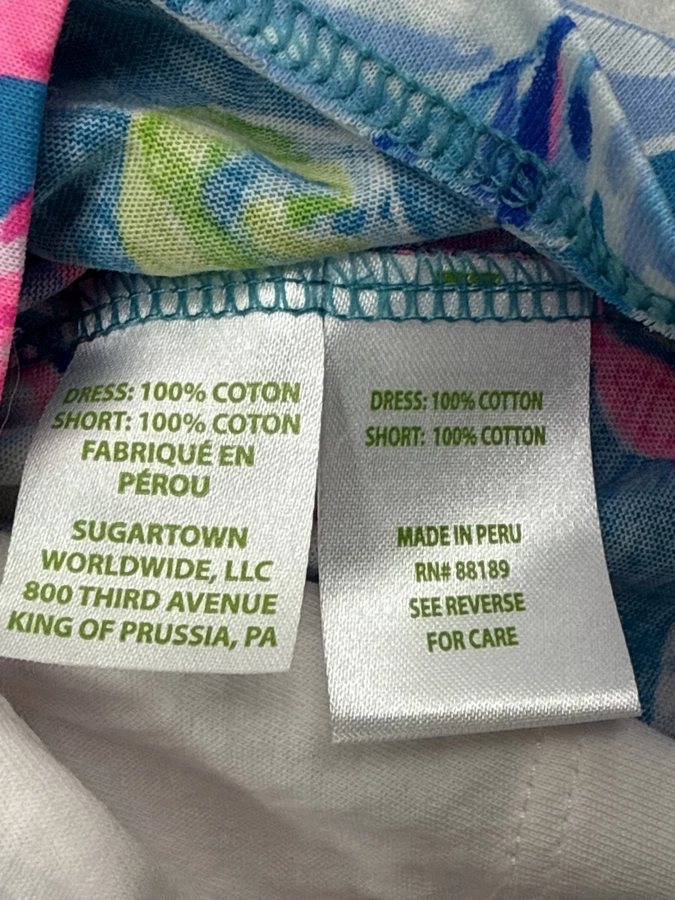 DRESS: 100% COTON
SHORT: 100% COTON
FABRIQUÉ EN
PÉROU
SUGARTOWN
WORLDWIDE, LLC
800 THIRD AVENUE
KING OF PRUSSIA, PA
DRESS: 100% COTTON
SHORT: 100% COTTON
MADE IN PERU
RN# 88189
SEE REVERSE
FOR CARE